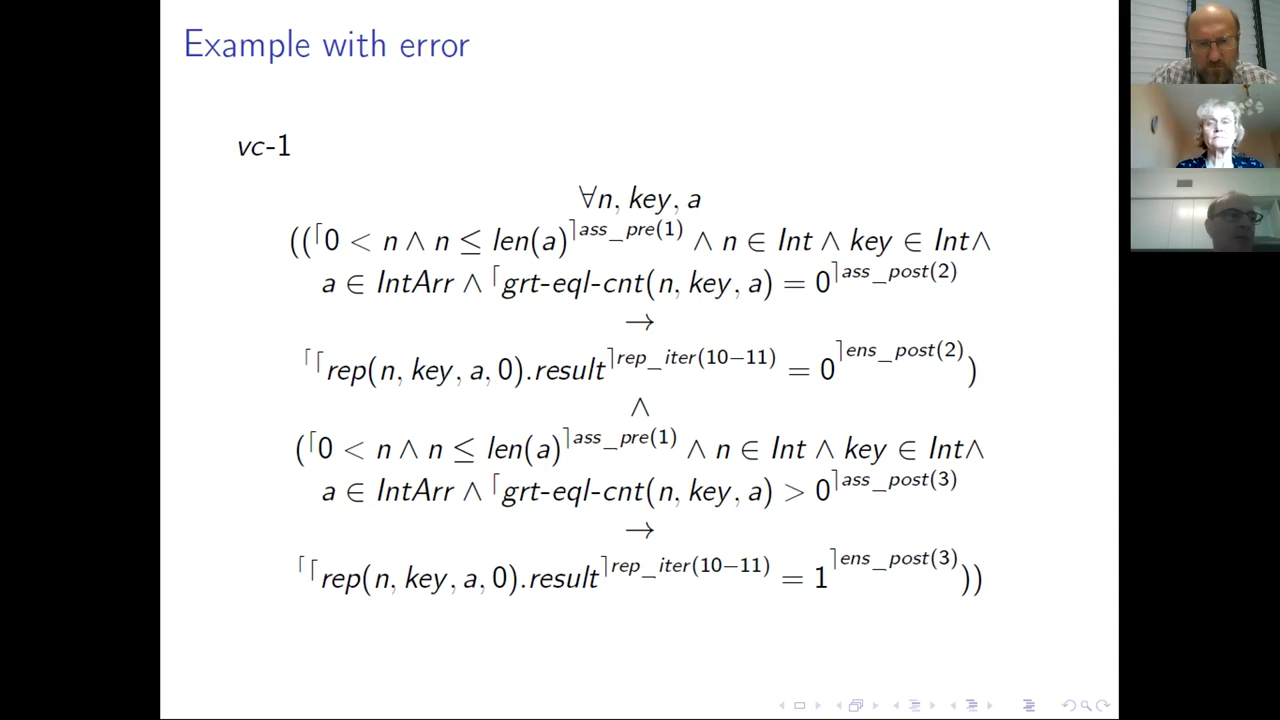 Example with error
vc-1
∀n, key, a
((⌈0 < n ∧ n ≤ len(a)⌉ass_pre(1) ∧ n ∈ Int ∧ key ∈ Int∧
a ∈ IntArr ∧ ⌈grt-eql-cnt(n, key, a) = 0⌉ass_post(2)
→
⌈⌈rep(n, key, a, 0).result⌉rep_iter(10−11) = 0⌉ens_post(2))
∧
(⌈0 < n ∧ n ≤ len(a)⌉ass_pre(1) ∧ n ∈ Int ∧ key ∈ Int∧
a ∈ IntArr ∧ ⌈grt-eql-cnt(n, key, a) > 0⌉ass_post(3)
→
⌈⌈rep(n, key, a, 0).result⌉rep_iter(10−11) = 1⌉ens_post(3)))